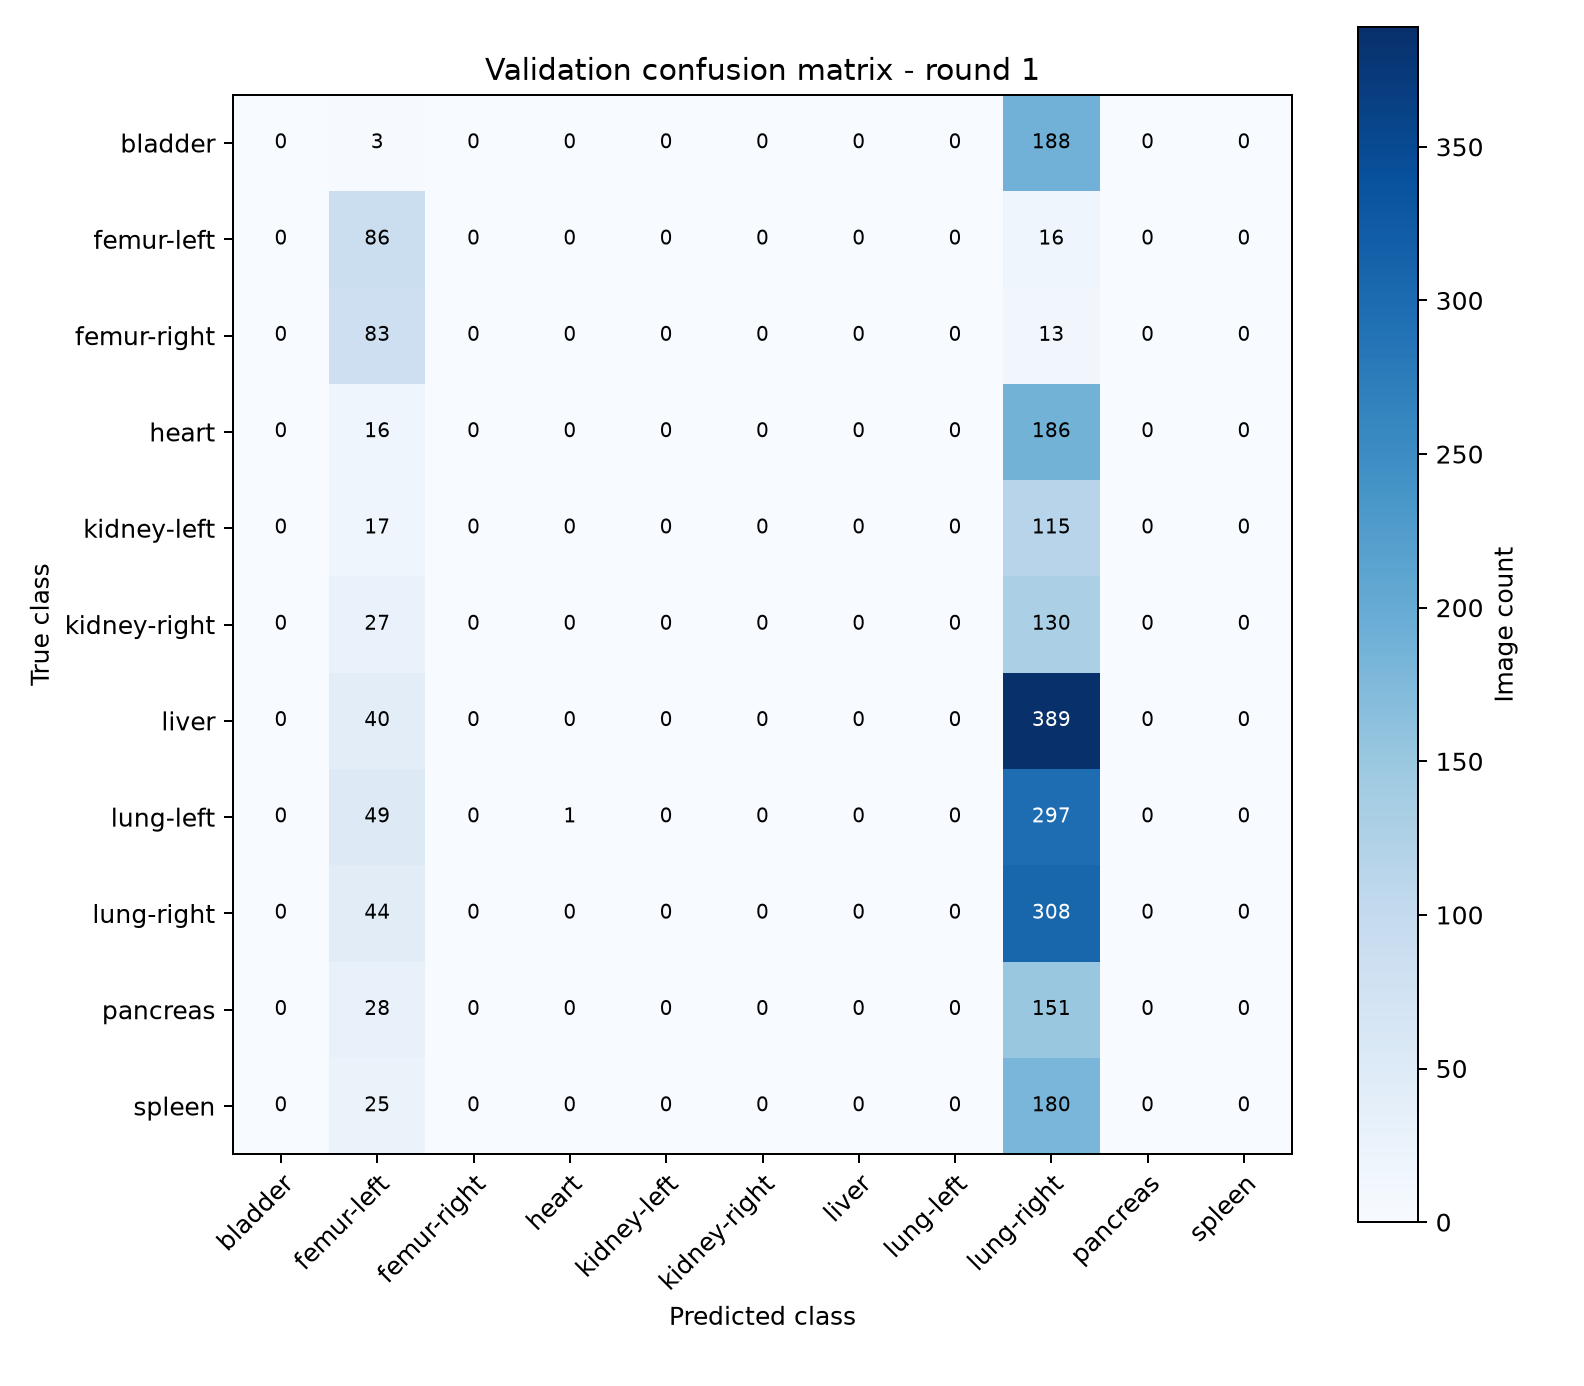 Validation confusion matrix - round 1
bladder 0 3 0 0 0 0 0 0 188 0 0
femur-left 0 86 0 0 0 0 0 0 16 0 0
femur-right 0 83 0 0 0 0 0 0 13 0 0
heart 0 16 0 0 0 0 0 0 186 0 0
kidney-left 0 17 0 0 0 0 0 0 115 0 0
kidney-right 0 27 0 0 0 0 0 0 130 0 0
liver 0 40 0 0 0 0 0 0 389 0 0
lung-left 0 49 0 1 0 0 0 0 297 0 0
lung-right 0 44 0 0 0 0 0 0 308 0 0
pancreas 0 28 0 0 0 0 0 0 151 0 0
spleen 0 25 0 0 0 0 0 0 180 0 0
bladder femur-left femur-right heart kidney-left kidney-right liver lung-left lung-right pancreas spleen
Predicted class
True class
350
300
250
200
150
100
50
0
Image count